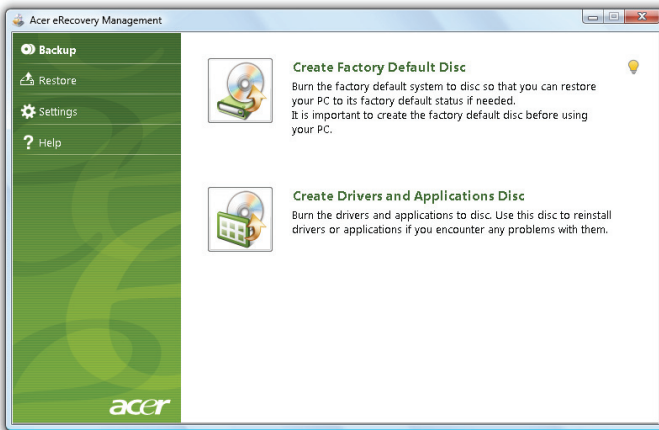 Acer eRecovery Management
Backup
Restore
Settings
Help
Create Factory Default Disc
Burn the factory default system to disc so that you can restore
your PC to its factory default status if needed.
It is important to create the factory default disc before using
your PC.
Create Drivers and Applications Disc
Burn the drivers and applications to disc. Use this disc to reinstall
drivers or applications if you encounter any problems with them.
acer